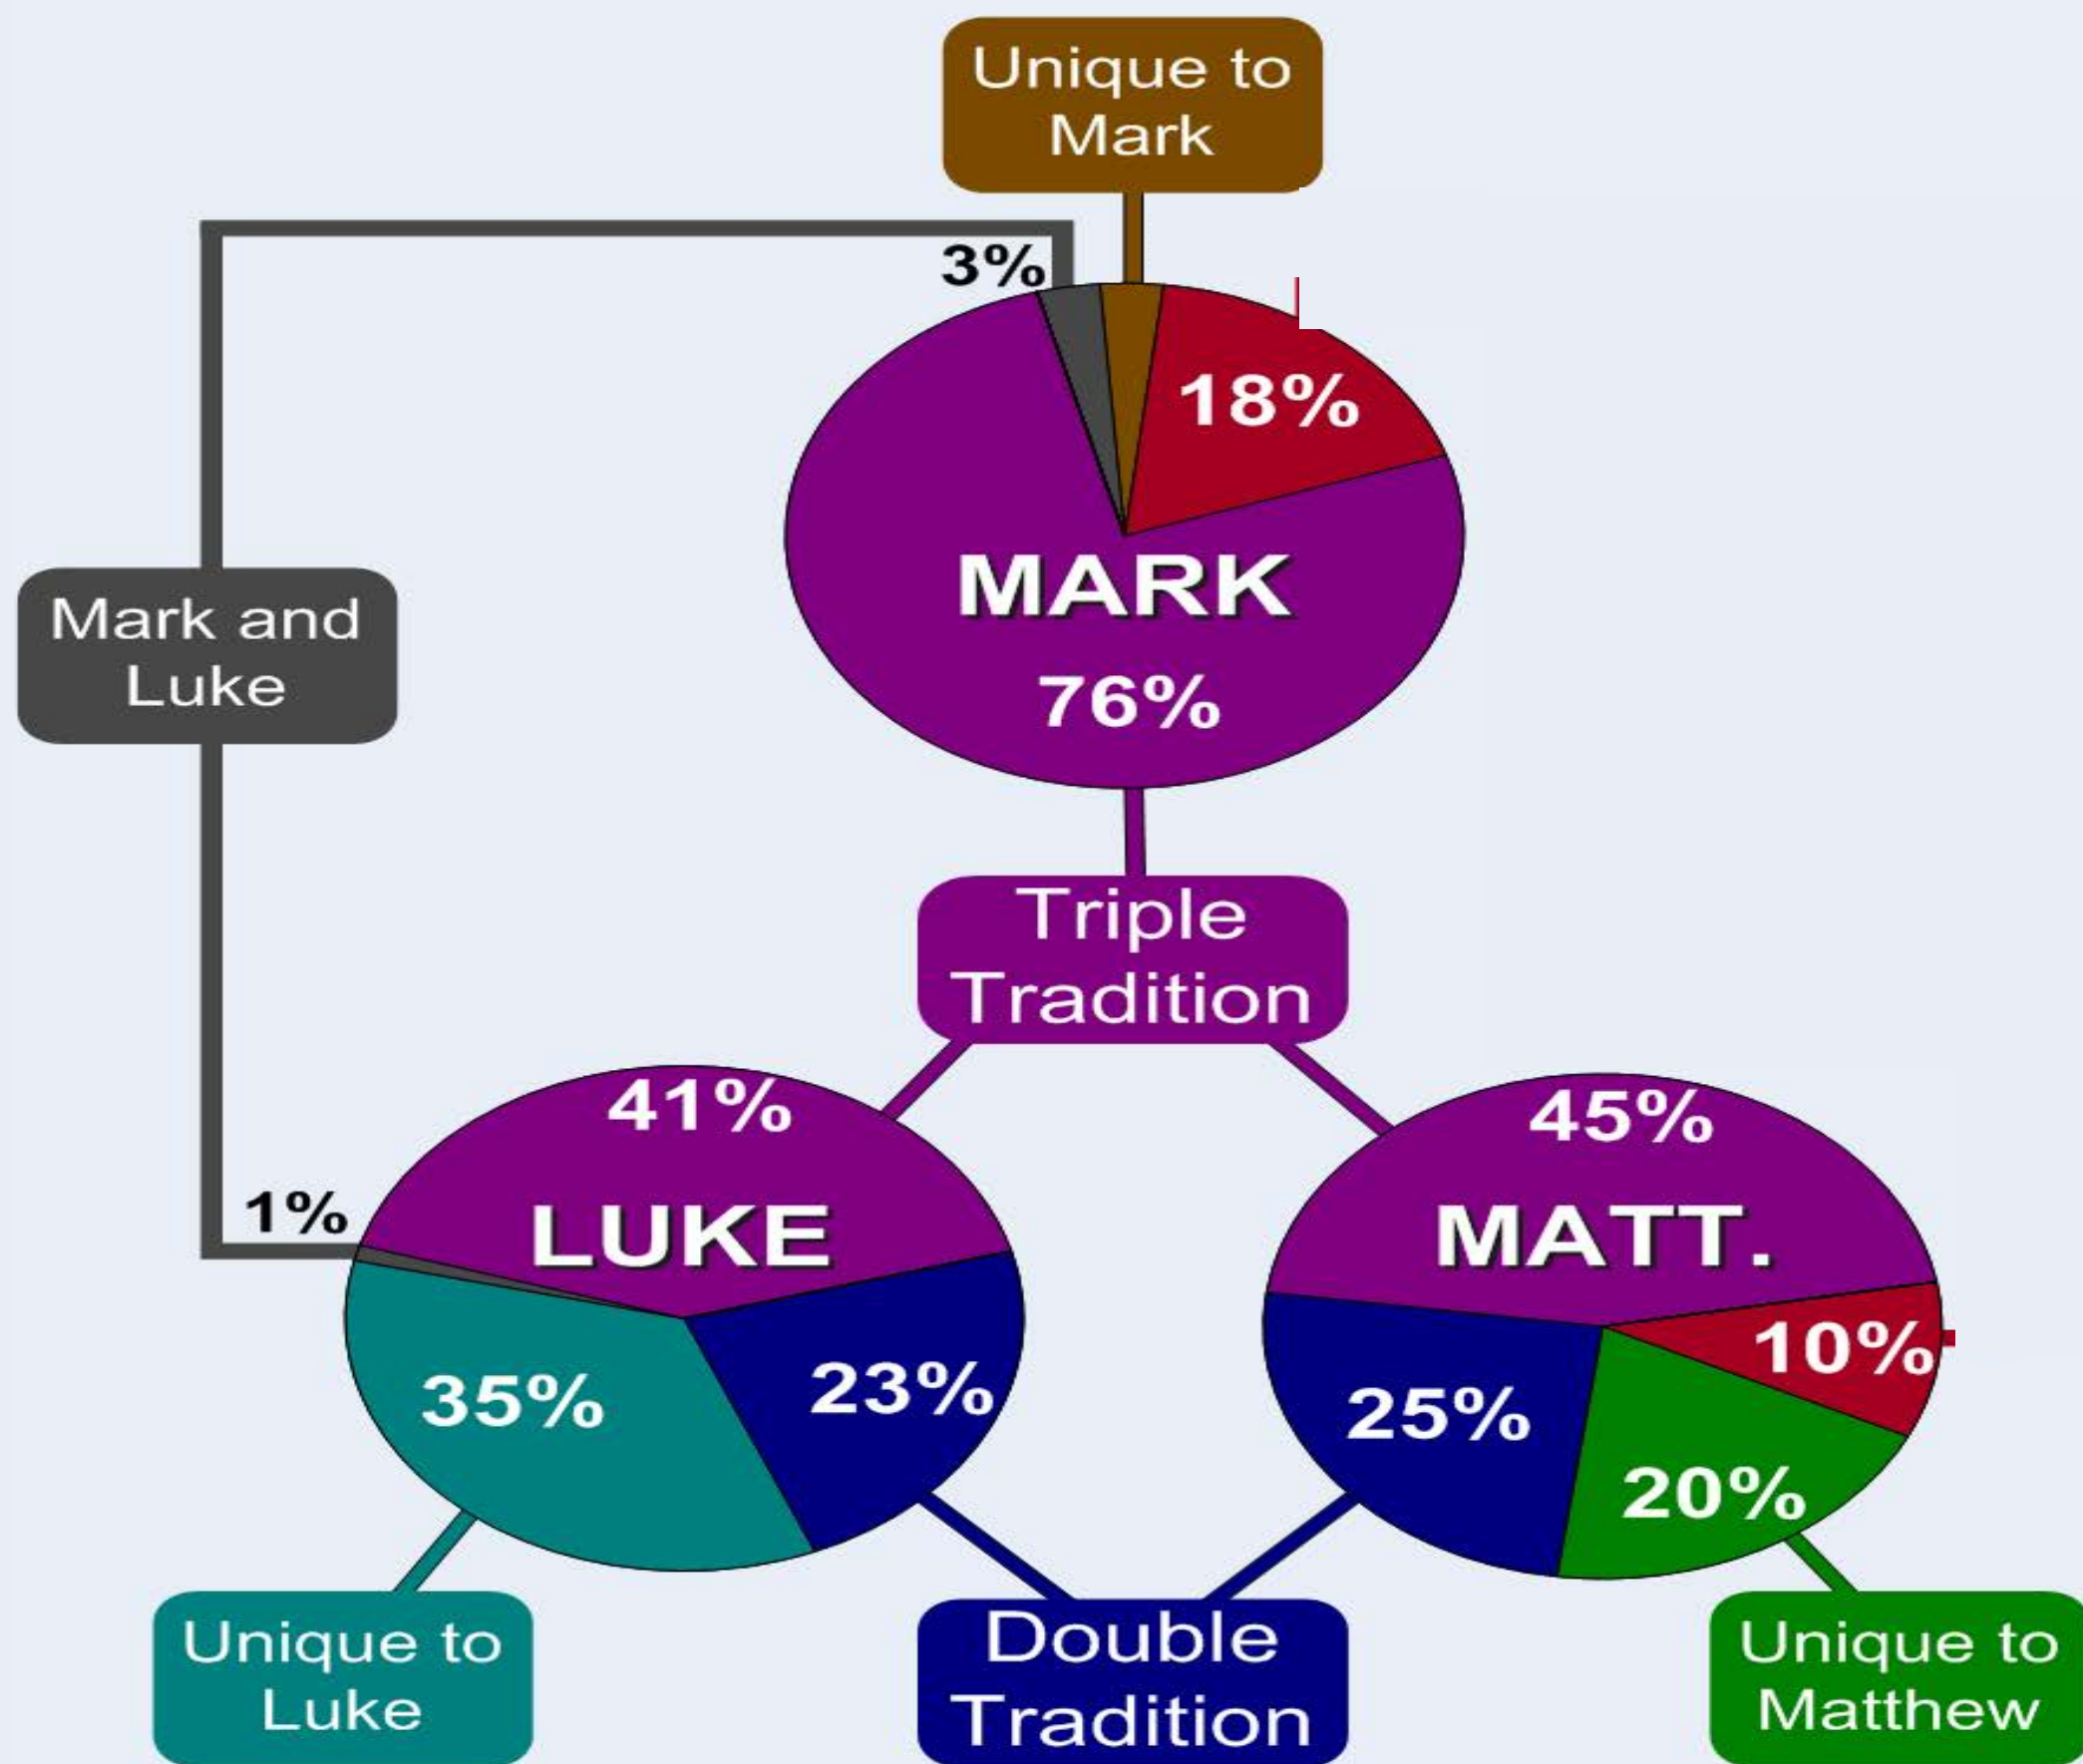 Unique to
Mark
3%
18%
MARK
76%
Mark and
Luke
Triple
Tradition
41%
LUKE
1%
35%
23%
45%
MATT.
10%
25%
20%
Unique to
Luke
Double
Tradition
Unique to
Matthew